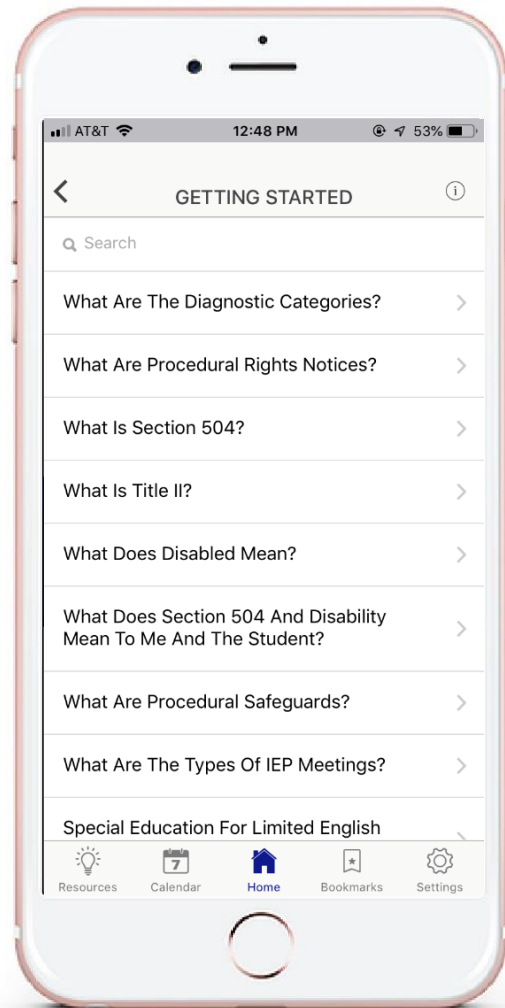 AT&T 12:48 PM 53%
GETTING STARTED
Search
What Are The Diagnostic Categories?
What Are Procedural Rights Notices?
What Is Section 504?
What Is Title II?
What Does Disabled Mean?
What Does Section 504 And Disability
Mean To Me And The Student?
What Are Procedural Safeguards?
What Are The Types Of IEP Meetings?
Special Education For Limited English
7
Resources Calendar Home Bookmarks Settings